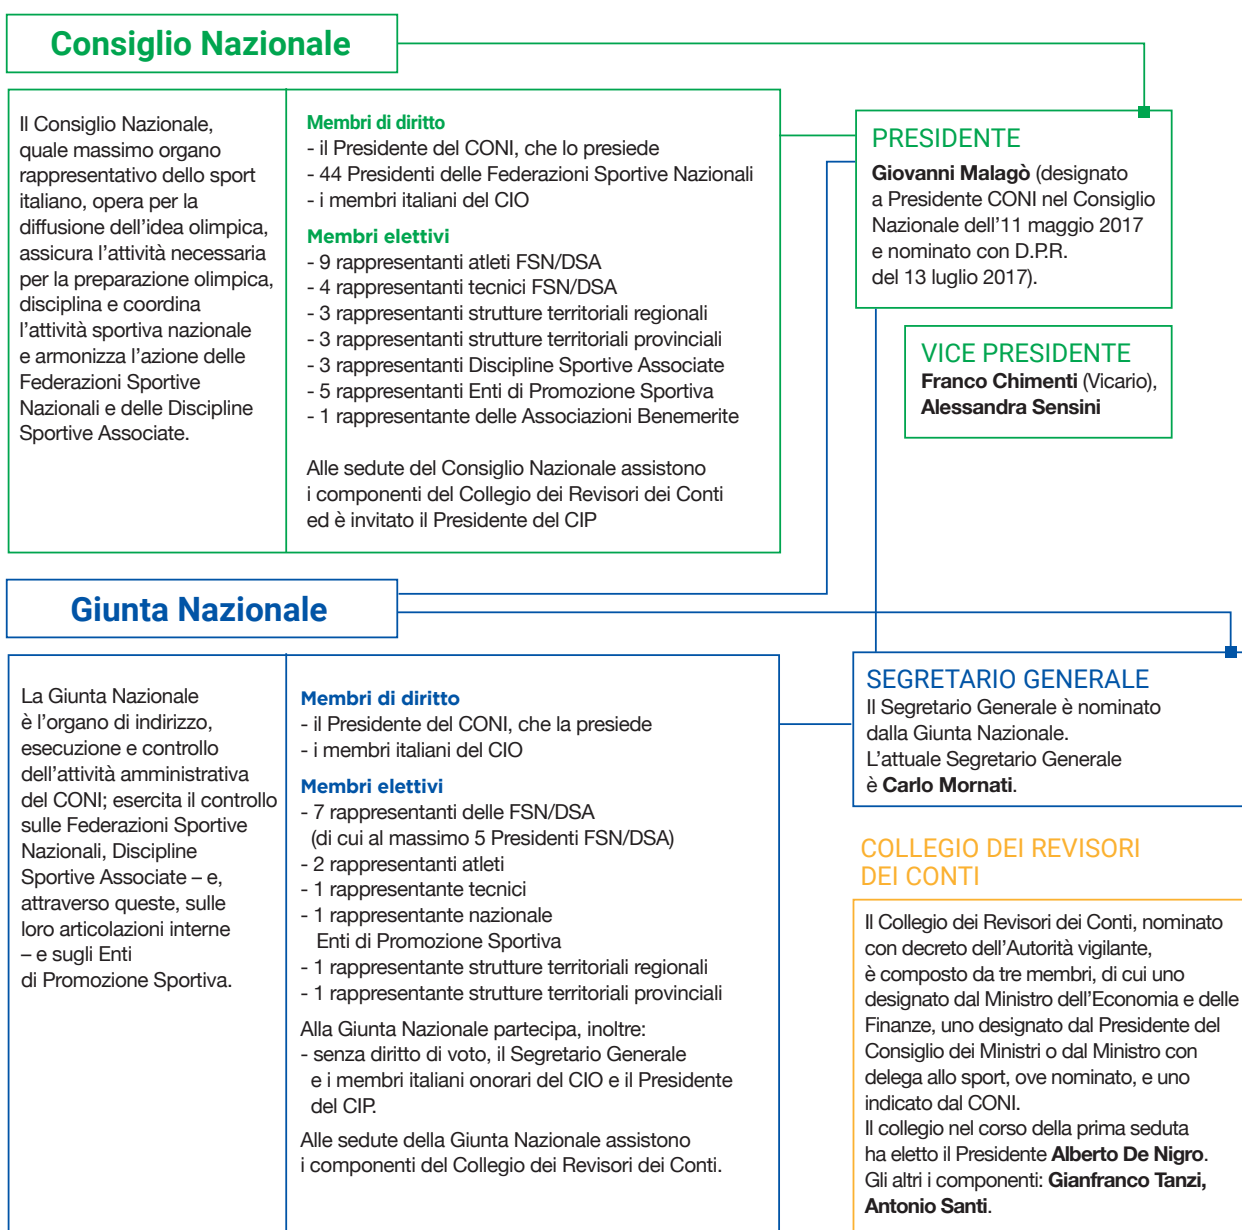 Consiglio Nazionale
Il Consiglio Nazionale,
quale massimo organo
rappresentativo dello sport
italiano, opera per la
diffusione dell'idea olimpica,
assicura l'attività necessaria
per la preparazione olimpica,
disciplina e coordina
l'attività sportiva nazionale
e armonizza l'azione delle
Federazioni Sportive
Nazionali e delle Discipline
Sportive Associate.
Membri di diritto
- il Presidente del CONI, che lo presiede
- 44 Presidenti delle Federazioni Sportive Nazionali
- i membri italiani del CIO
Membri elettivi
- 9 rappresentanti atleti FSN/DSA
- 4 rappresentanti tecnici FSN/DSA
- 3 rappresentanti strutture territoriali regionali
- 3 rappresentanti strutture territoriali provinciali
- 3 rappresentanti Discipline Sportive Associate
- 5 rappresentanti Enti di Promozione Sportiva
- 1 rappresentante delle Associazioni Benemerite
Alle sedute del Consiglio Nazionale assistono
i componenti del Collegio dei Revisori dei Conti
ed è invitato il Presidente del CIP
PRESIDENTE
Giovanni Malagò (designato
a Presidente CONI nel Consiglio
Nazionale dell'11 maggio 2017
e nominato con D.P.R.
del 13 luglio 2017).
VICE PRESIDENTE
Franco Chimenti (Vicario),
Alessandra Sensini
Giunta Nazionale
La Giunta Nazionale
è l'organo di indirizzo,
esecuzione e controllo
dell'attività amministrativa
del CONI; esercita il controllo
sulle Federazioni Sportive
Nazionali, Discipline
Sportive Associate – e,
attraverso queste, sulle
loro articolazioni interne
– e sugli Enti
di Promozione Sportiva.
Membri di diritto
- il Presidente del CONI, che la presiede
- i membri italiani del CIO
Membri elettivi
- 7 rappresentanti delle FSN/DSA
(di cui al massimo 5 Presidenti FSN/DSA)
- 2 rappresentanti atleti
- 1 rappresentante tecnici
- 1 rappresentante nazionale
Enti di Promozione Sportiva
- 1 rappresentante strutture territoriali regionali
- 1 rappresentante strutture territoriali provinciali
Alla Giunta Nazionale partecipa, inoltre:
- senza diritto di voto, il Segretario Generale
e i membri italiani onorari del CIO e il Presidente
del CIP.
Alle sedute della Giunta Nazionale assistono
i componenti del Collegio dei Revisori dei Conti.
SEGRETARIO GENERALE
Il Segretario Generale è nominato
dalla Giunta Nazionale.
L'attuale Segretario Generale
è Carlo Mornati.
COLLEGIO DEI REVISORI
DEI CONTI
Il Collegio dei Revisori dei Conti, nominato
con decreto dell'Autorità vigilante,
è composto da tre membri, di cui uno
designato dal Ministro dell'Economia e delle
Finanze, uno designato dal Presidente del
Consiglio dei Ministri o dal Ministro con
delega allo sport, ove nominato, e uno
indicato dal CONI.
Il collegio nel corso della prima seduta
ha eletto il Presidente Alberto De Nigro.
Gli altri i componenti: Gianfranco Tanzi,
Antonio Santi.